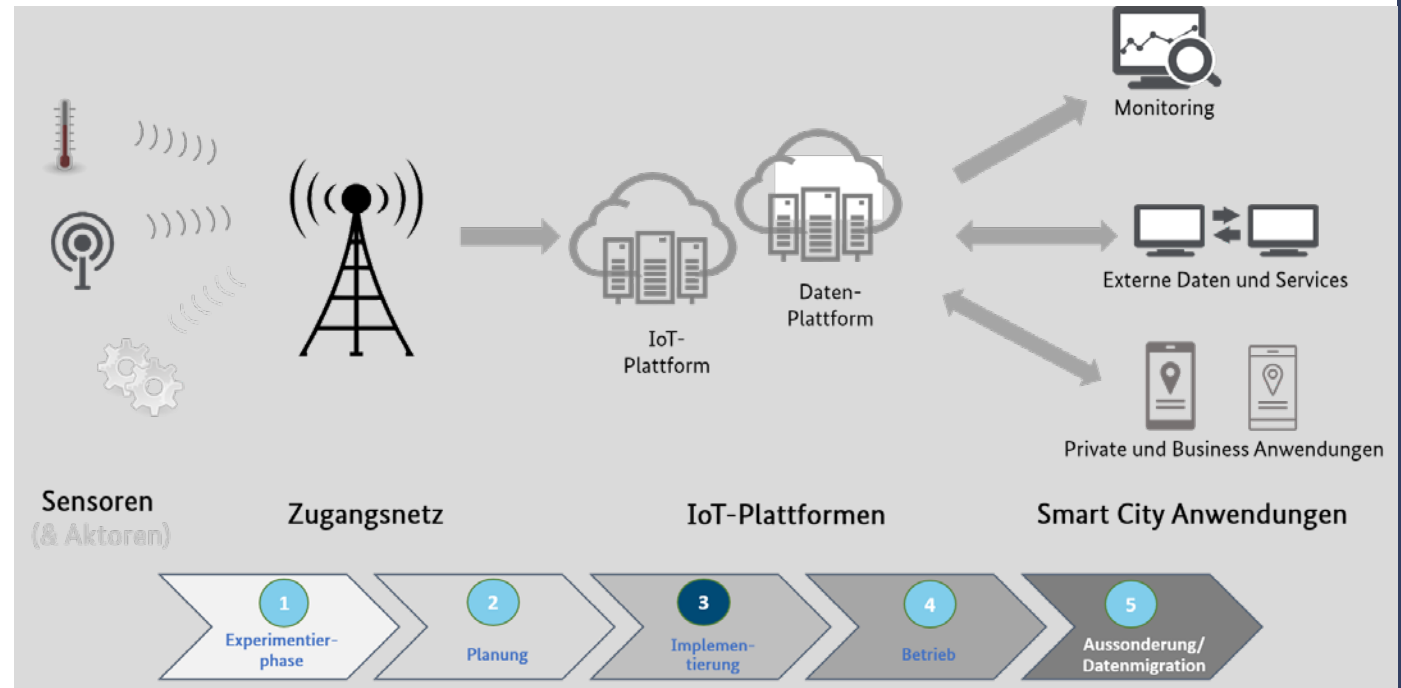 Monitoring
Externe Daten und Services
Daten-
Plattform
IoT-
Plattform
Private und Business Anwendungen
Sensoren
(& Aktoren)
Zugangsnetz
IoT-Plattformen
Smart City Anwendungen
1
Experimentier-
phase
2
Planung
3
Implemen-
tierung
4
Betrieb
5
Aussonderung/
Datenmigration